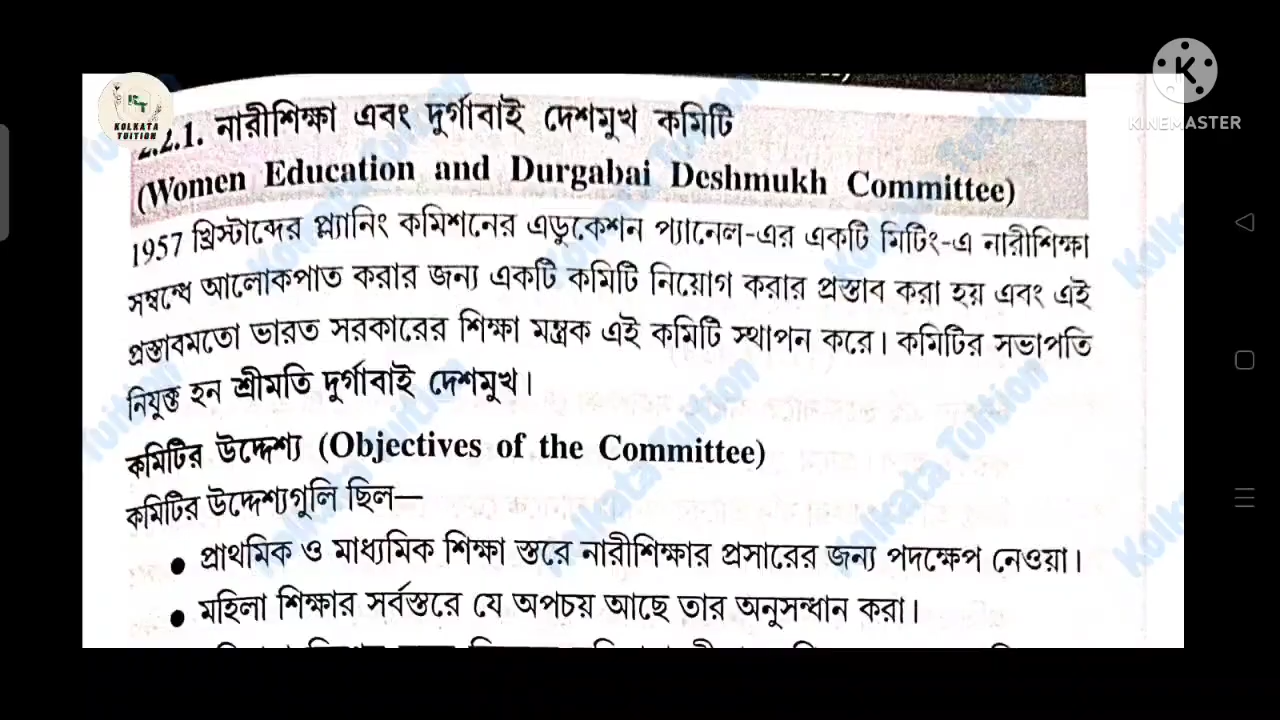 KOLKATA
TUITION
KINEMASTER
2.2.1. নারীশিক্ষা এবং দুর্গাবাই দেশমুখ কমিটি
(Women Education and Durgabai Deshmukh Committee)
1957 খ্রিস্টাব্দের প্ল্যানিং কমিশনের এডুকেশন প্যানেল-এর একটি মিটিং-এ নারীশিক্ষা
সম্বন্ধে আলোকপাত করার জন্য একটি কমিটি নিয়োগ করার প্রস্তাব করা হয় এবং এই
প্রস্তাবমতো ভারত সরকারের শিক্ষা মন্ত্রক এই কমিটি স্থাপন করে। কমিটির সভাপতি
নিযুক্ত হন শ্রীমতি দুর্গাবাই দেশমুখ।
কমিটির উদ্দেশ্য (Objectives of the Committee)
কমিটির উদ্দেশ্যগুলি ছিল—
• প্রাথমিক ও মাধ্যমিক শিক্ষা স্তরে নারীশিক্ষার প্রসারের জন্য পদক্ষেপ নেওয়া।
• মহিলা শিক্ষার সর্বস্তরে যে অপচয় আছে তার অনুসন্ধান করা।
Kolkata Tuition